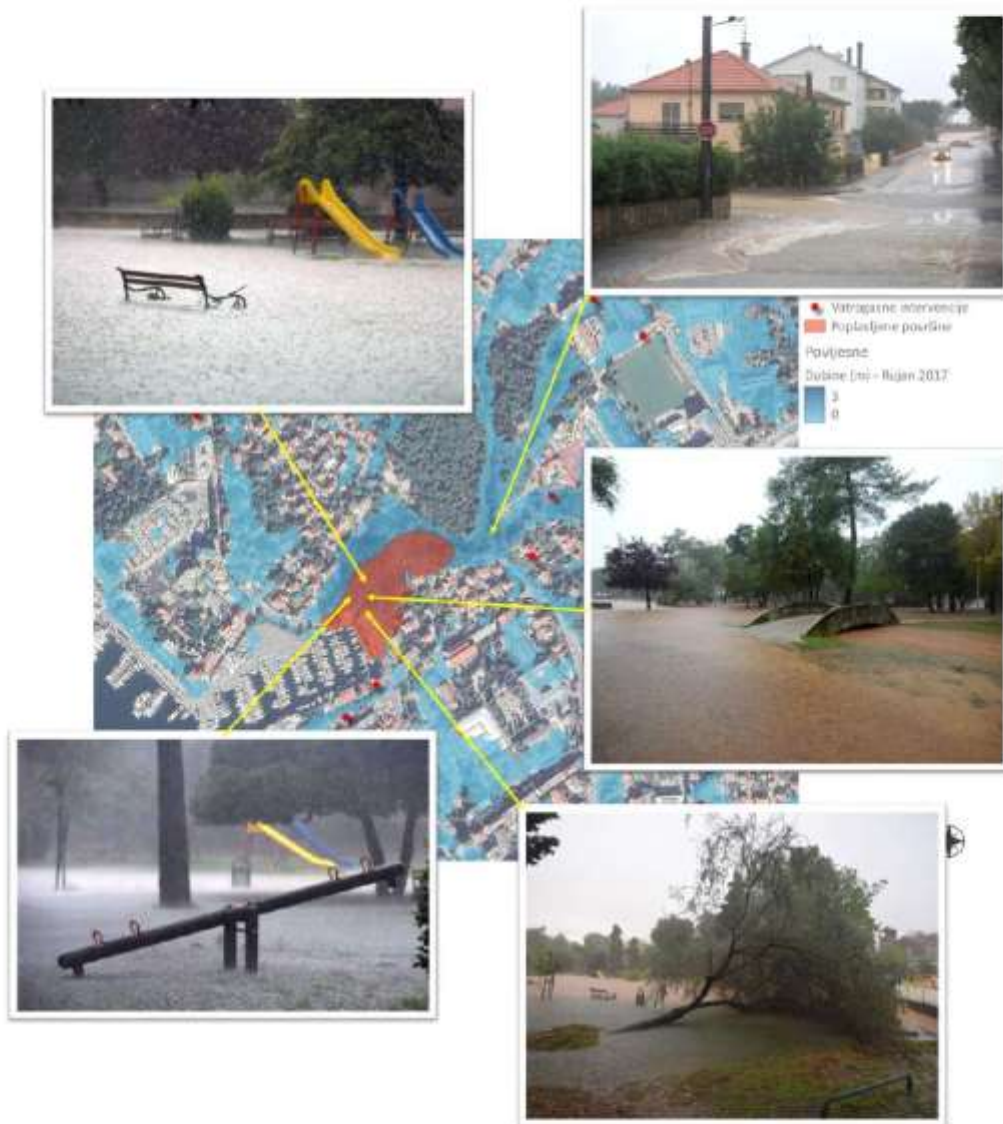 Vatrogasne intervencije
Poplavljene površine
Povijesne
Dubine (m) - Rujan 2017
3
0